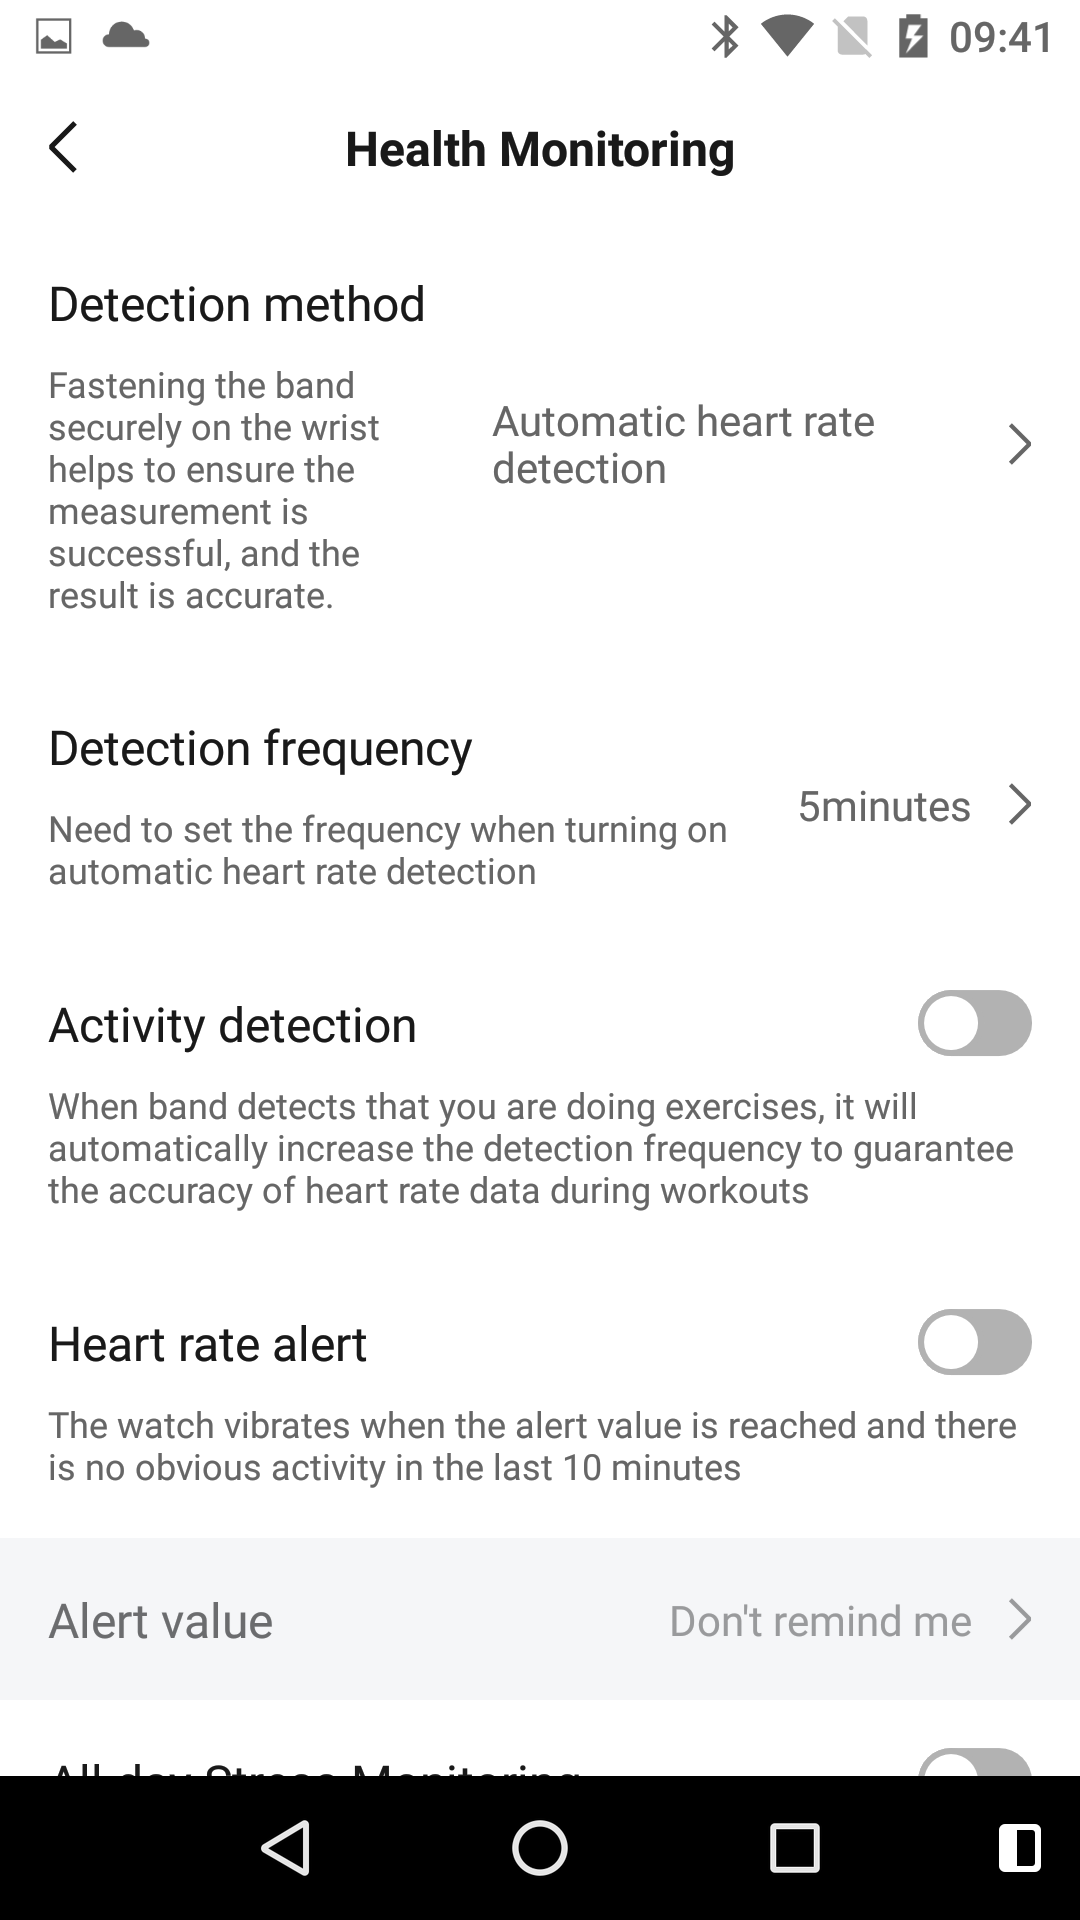 09:41
Health Monitoring
Detection method
Fastening the band
securely on the wrist
helps to ensure the
measurement is
successful, and the
result is accurate.
Automatic heart rate
detection
Detection frequency
Need to set the frequency when turning on
automatic heart rate detection
5minutes
Activity detection
When band detects that you are doing exercises, it will
automatically increase the detection frequency to guarantee
the accuracy of heart rate data during workouts
Heart rate alert
The watch vibrates when the alert value is reached and there
is no obvious activity in the last 10 minutes
Alert value
Don't remind me
All-day Stress Monitoring